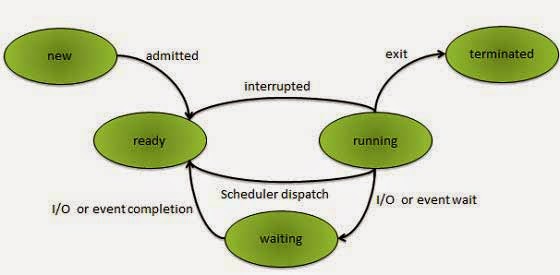 new
admitted
exit
terminated
interrupted
ready
running
Scheduler dispatch
I/O or event completion
I/O or event wait
waiting